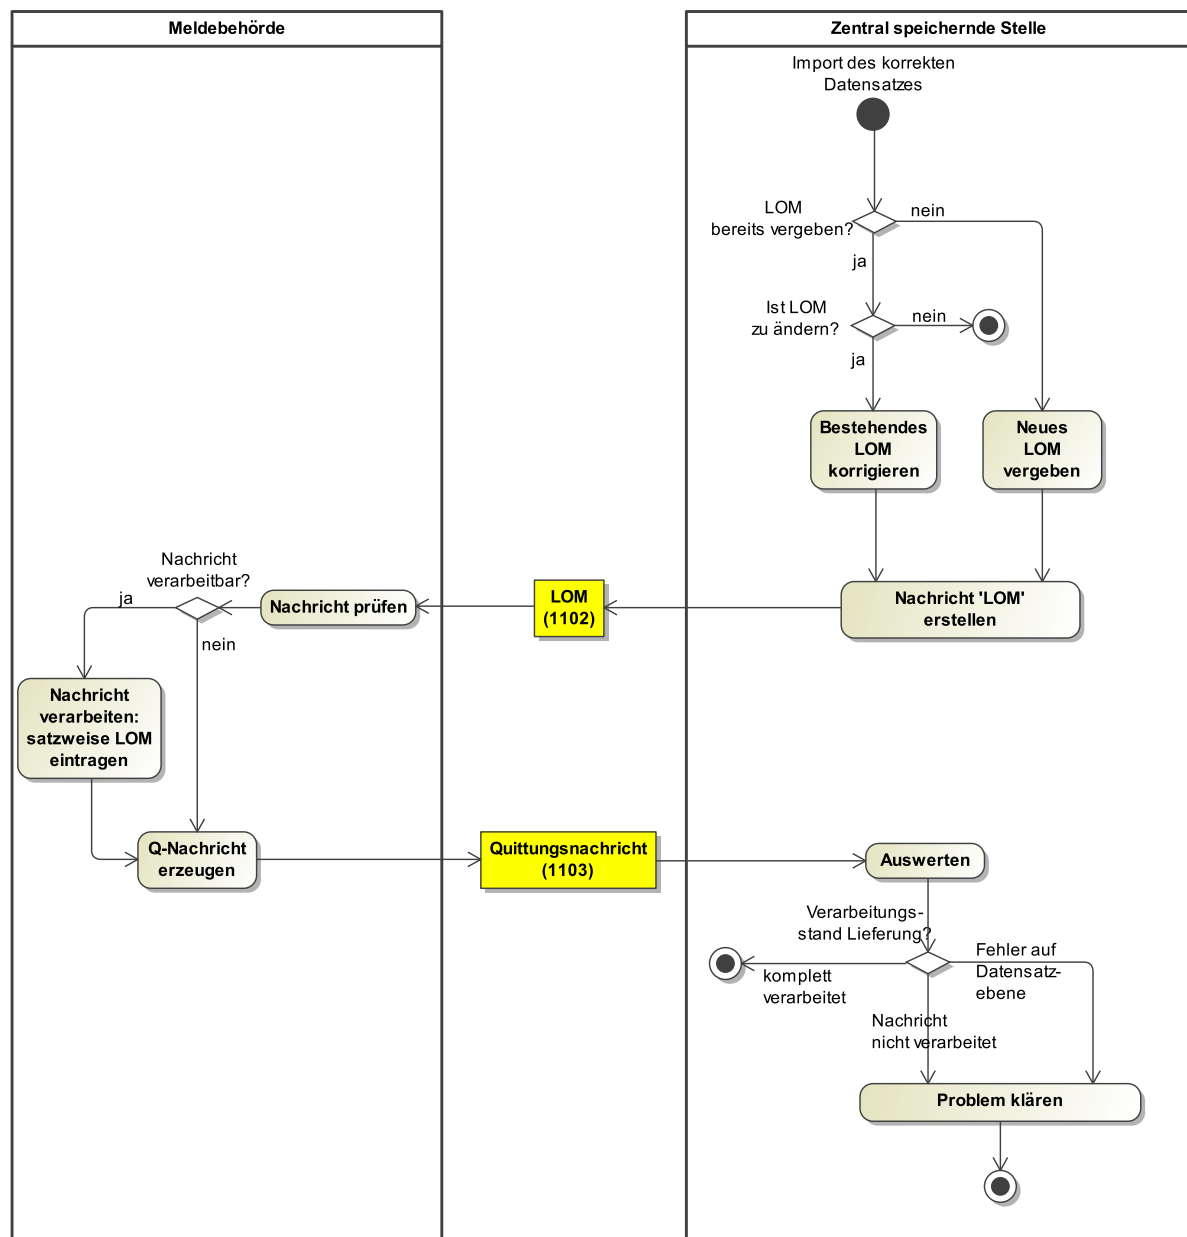 Meldebehörde
Zentral speichernde Stelle
Import des korrekten
Datensatzes
LOM
bereits vergeben?
nein
ja
Ist LOM
zu ändern?
nein
ja
Bestehendes
LOM
korrigieren
Neues
LOM
vergeben
Nachricht
verarbeitbar?
ja
nein
Nachricht prüfen
LOM
(1102)
Nachricht 'LOM'
erstellen
Nachricht
verarbeiten:
satzweise LOM
eintragen
Q-Nachricht
erzeugen
Quittungsnachricht
(1103)
Auswerten
Verarbeitungs-
stand Lieferung?
komplett
verarbeitet
Fehler auf
Datensatz-
ebene
Nachricht
nicht verarbeitet
Problem klären